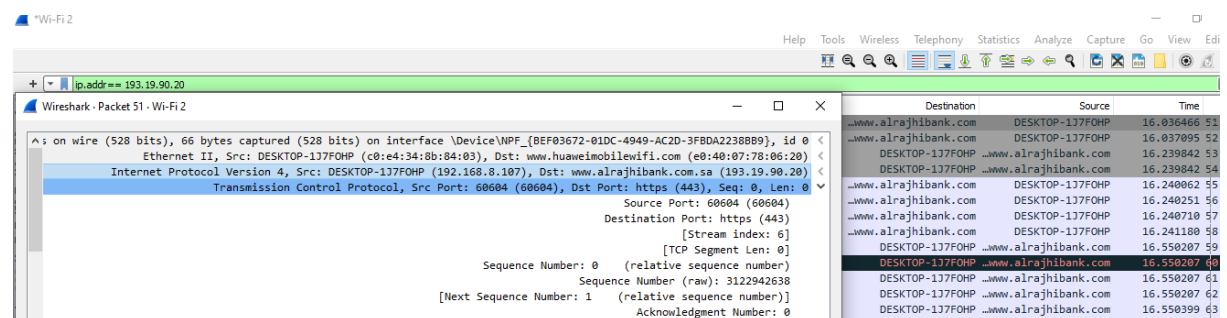 *Wi-Fi 2
Help Tools Wireless Telephony Statistics Analyze Capture Go View Edi
ip.addr== 193.19.90.20
Wireshark · Packet 51 · Wi-Fi 2
s on wire (528 bits), 66 bytes captured (528 bits) on interface \Device\NPF_{BEF03672-01DC-4949-AC2D-3FBDA2238BB9}, id 0
Ethernet II, Src: DESKTOP-1J7FOHP (c0:e4:34:8b:84:03), Dst: www.huaweimobilewifi.com (e0:40:07:78:06:20)
Internet Protocol Version 4, Src: DESKTOP-1J7FOHP (192.168.8.107), Dst: www.alrajhibank.com.sa (193.19.90.20)
Transmission Control Protocol, Src Port: 60604 (60604), Dst Port: https (443), Seq: 0, Len: 0
Source Port: 60604 (60604)
Destination Port: https (443)
[Stream index: 6]
[TCP Segment Len: 0]
Sequence Number: 0 (relative sequence number)
Sequence Number (raw): 3122942638
[Next Sequence Number: 1 (relative sequence number)]
Acknowledgment Number: 0
Destination Source Time
…www.alrajhibank.com DESKTOP-1J7FOHP 16.036466 51
…www.alrajhibank.com DESKTOP-1J7FOHP 16.037095 52
DESKTOP-1J7FOHP …www.alrajhibank.com 16.239842 53
DESKTOP-1J7FOHP …www.alrajhibank.com 16.239842 54
…www.alrajhibank.com DESKTOP-1J7FOHP 16.240062 55
…www.alrajhibank.com DESKTOP-1J7FOHP 16.240251 56
…www.alrajhibank.com DESKTOP-1J7FOHP 16.240710 57
…www.alrajhibank.com DESKTOP-1J7FOHP 16.241180 58
DESKTOP-1J7FOHP …www.alrajhibank.com 16.550207 59
DESKTOP-1J7FOHP …www.alrajhibank.com 16.550207 60
DESKTOP-1J7FOHP …www.alrajhibank.com 16.550207 61
DESKTOP-1J7FOHP …www.alrajhibank.com 16.550207 62
DESKTOP-1J7FOHP …www.alrajhibank.com 16.550399 63